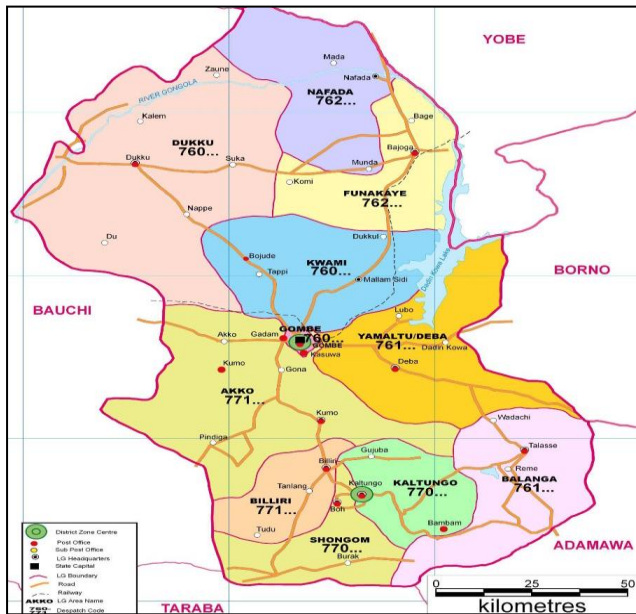 YOBE
Mada
Zaune
Nafada
NAFADA
762...
RIVER GONGOLA
Kalem
Bage
DUKKU
760...
Bajoga
Dukku
Suka
Munda
Komi
FUNAKAYE
762...
Nappe
Du
Dukkul
Bojude
KWAMI
760...
Tappi
Mallam Sidi
Dadin Kowa Lake
BORNO
BAUCHI
Lubo
GOMBE
760...
Akko
Gadam
GOMBE
Kasuwa
YAMALTU/DEBA
761...
Dadin Kowa
Kumo
Gona
Deba
AKKO
771...
Kumo
Wadachi
Pindiga
Gujuba
Talasse
Billiri
Reme
Kaltungo
KALTUNGO
770...
BALANGA
761...
Tanlang
BILLIRI
771...
Boh
Bambam
Tudu
SHONGOM
770...
Burak
ADAMAWA
TARABA
District Zone Centre
Post Office
Sub Post Office
LG Headquarters
State Capital
LG Boundary
Road
Railway
AKKO LG Area Name
760- Despatch Code
0 25 50
kilometres